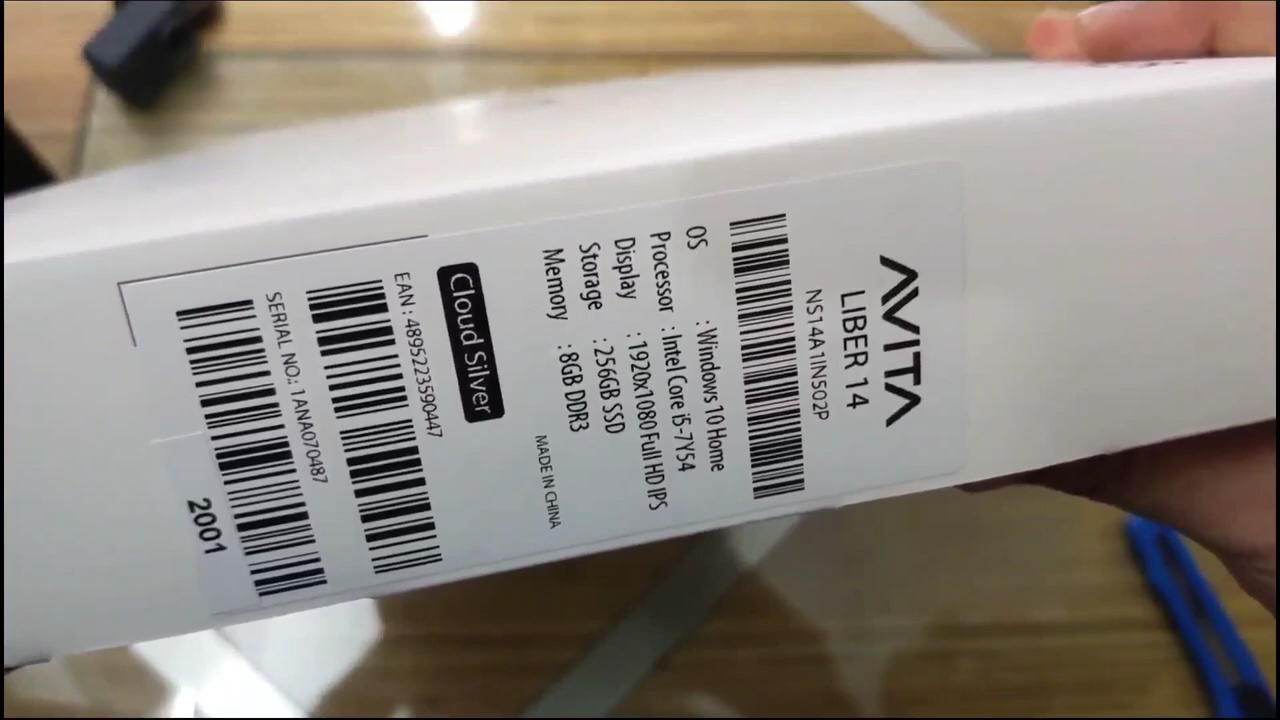 AVITA
LIBER 14
NS14A1IN502P
OS : Windows 10 Home
Processor : Intel Core i5-7Y54
Display : 1920x1080 Full HD IPS
Storage : 256GB SSD
Memory : 8GB DDR3
MADE IN CHINA
Cloud Silver
EAN : 4895223590447
SERIAL NO.: 1ANA070487
2001